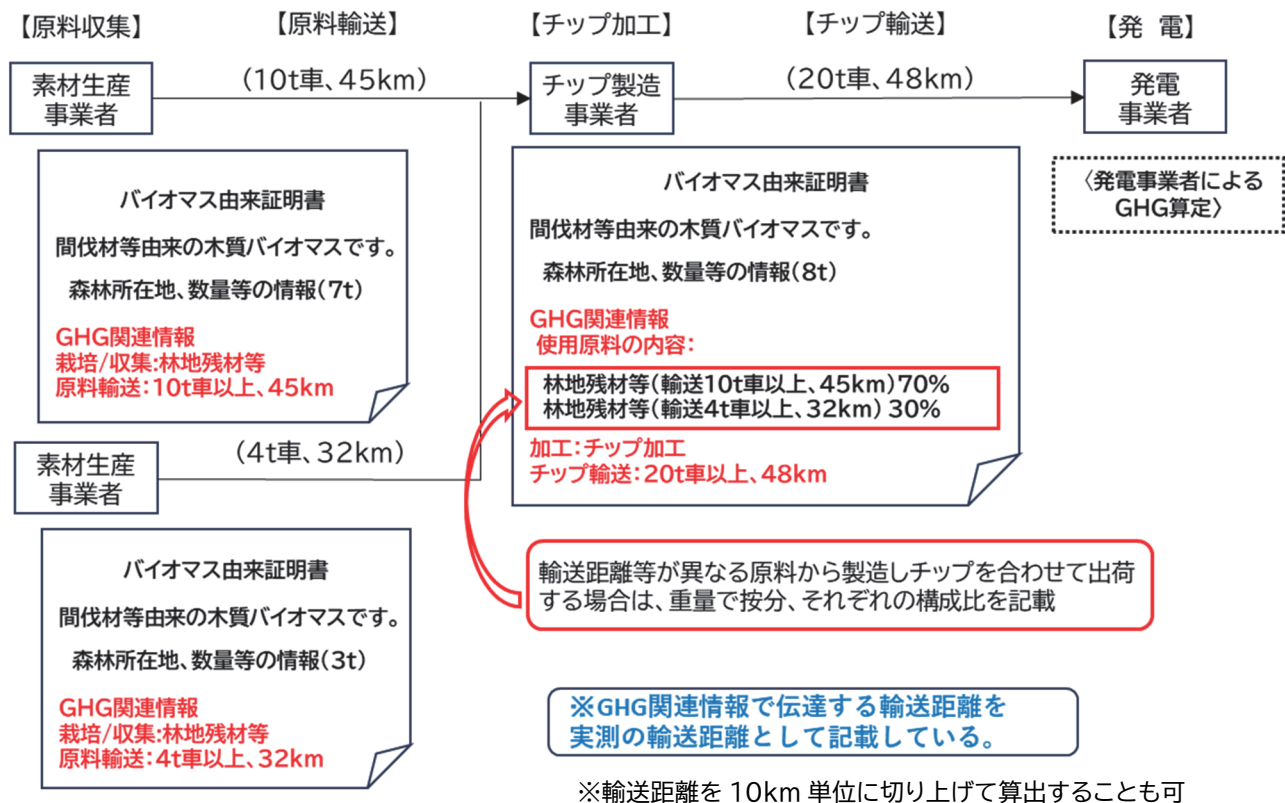 【原料収集】
【原料輸送】
【チップ加工】
【チップ輸送】
【発 電】
素材生産
事業者
(10t車、45km)
チップ製造
事業者
(20t車、48km)
発電
事業者
バイオマス由来証明書
間伐材等由来の木質バイオマスです。
森林所在地、数量等の情報(7t)
GHG関連情報
栽培/収集:林地残材等
原料輸送:10t車以上、45km
バイオマス由来証明書
間伐材等由来の木質バイオマスです。
森林所在地、数量等の情報(8t)
GHG関連情報
使用原料の内容:
林地残材等(輸送10t車以上、45km)70%
林地残材等(輸送4t車以上、32km) 30%
加工:チップ加工
チップ輸送:20t車以上、48km
〈発電事業者による
GHG算定〉
素材生産
事業者
(4t車、32km)
バイオマス由来証明書
間伐材等由来の木質バイオマスです。
森林所在地、数量等の情報(3t)
GHG関連情報
栽培/収集:林地残材等
原料輸送:4t車以上、32km
輸送距離等が異なる原料から製造しチップを合わせて出荷
する場合は、重量で按分、それぞれの構成比を記載
※GHG関連情報で伝達する輸送距離を
実測の輸送距離として記載している。
※輸送距離を 10km 単位に切り上げて算出することも可